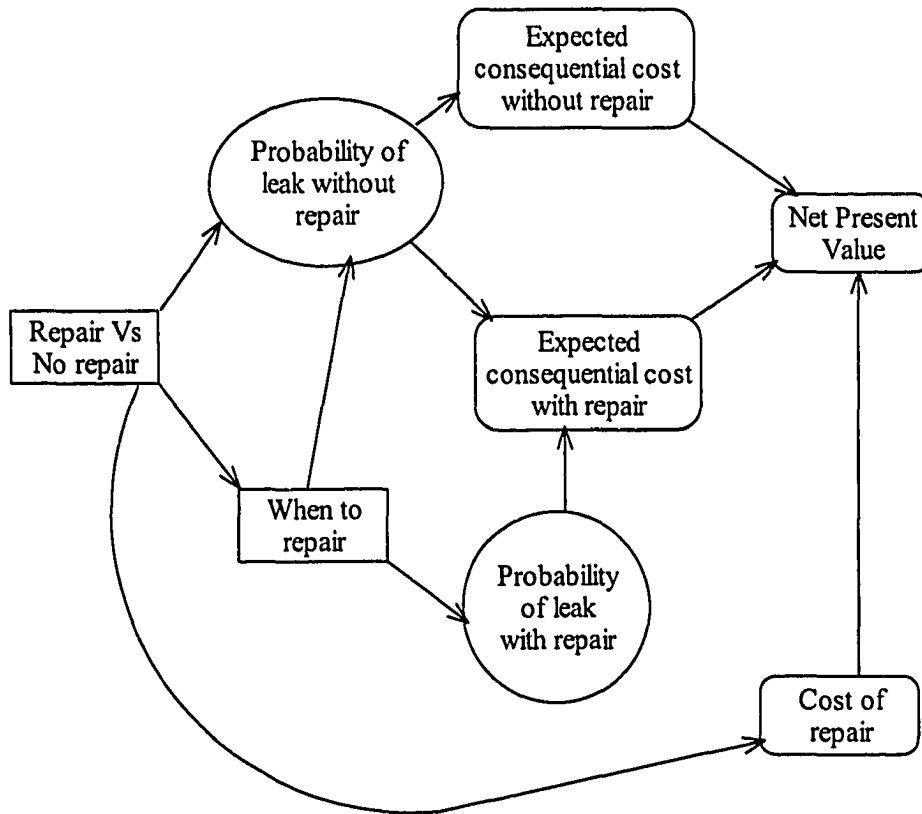 Expected
consequential cost
without repair
Probability of
leak without
repair
Net Present
Value
Repair Vs
No repair
Expected
consequential cost
with repair
When to
repair
Probability
of leak
with repair
Cost of
repair